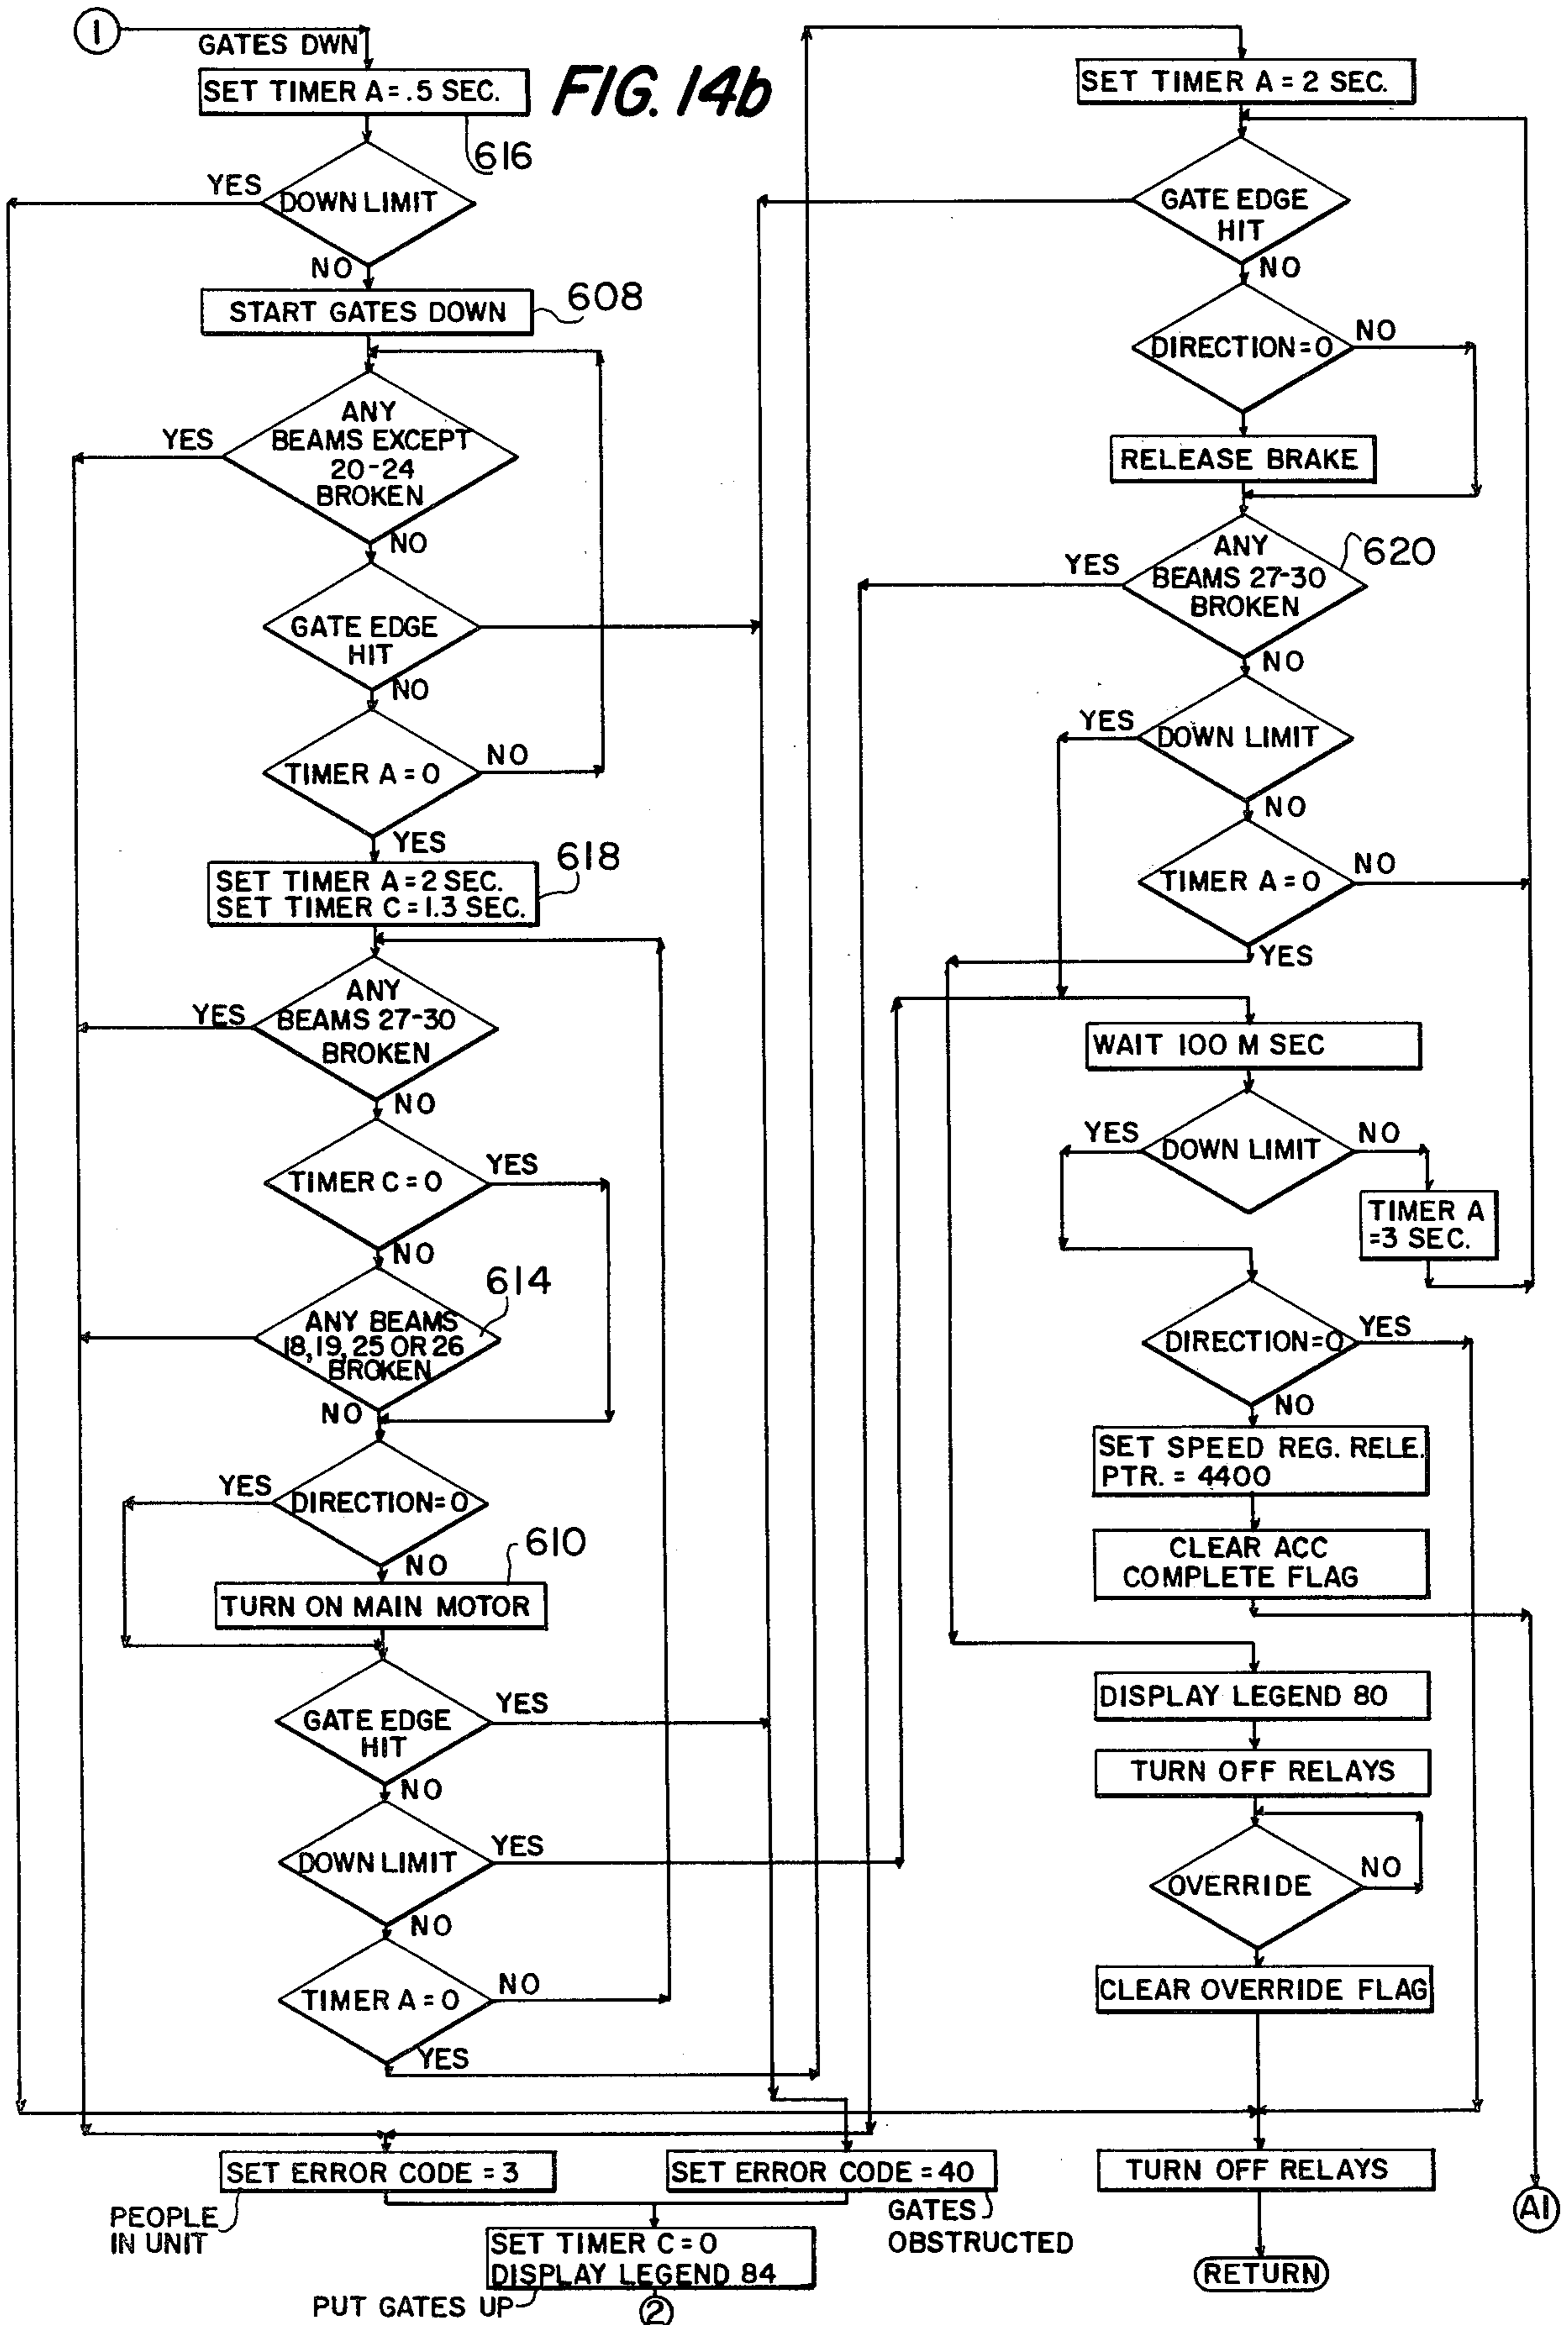 1
GATES DWN
SET TIMER A = .5 SEC.
FIG. 14b
616
YES
DOWN LIMIT
NO
START GATES DOWN
608
ANY
BEAMS EXCEPT
20-24
BROKEN
YES
NO
GATE EDGE
HIT
NO
TIMER A = 0
NO
YES
618
SET TIMER A = 2 SEC.
SET TIMER C = 1.3 SEC.
ANY
BEAMS 27-30
BROKEN
YES
NO
TIMER C = 0
YES
NO
614
ANY BEAMS
18, 19, 25 OR 26
BROKEN
NO
YES
DIRECTION = 0
NO
610
TURN ON MAIN MOTOR
GATE EDGE
HIT
YES
NO
DOWN LIMIT
YES
NO
TIMER A = 0
NO
YES
SET ERROR CODE = 3
PEOPLE
IN UNIT
SET ERROR CODE = 40
GATES
OBSTRUCTED
SET TIMER C = 0
DISPLAY LEGEND 84
PUT GATES UP
2
SET TIMER A = 2 SEC.
GATE EDGE
HIT
NO
DIRECTION = 0
NO
RELEASE BRAKE
620
YES
ANY
BEAMS 27-30
BROKEN
NO
YES
DOWN LIMIT
NO
TIMER A = 0
NO
YES
WAIT 100 M SEC
YES
DOWN LIMIT
NO
TIMER A
= 3 SEC.
DIRECTION = 0
YES
NO
SET SPEED REG. RELE.
PTR. = 4400
CLEAR ACC
COMPLETE FLAG
DISPLAY LEGEND 80
TURN OFF RELAYS
OVERRIDE
NO
CLEAR OVERRIDE FLAG
TURN OFF RELAYS
A1
RETURN